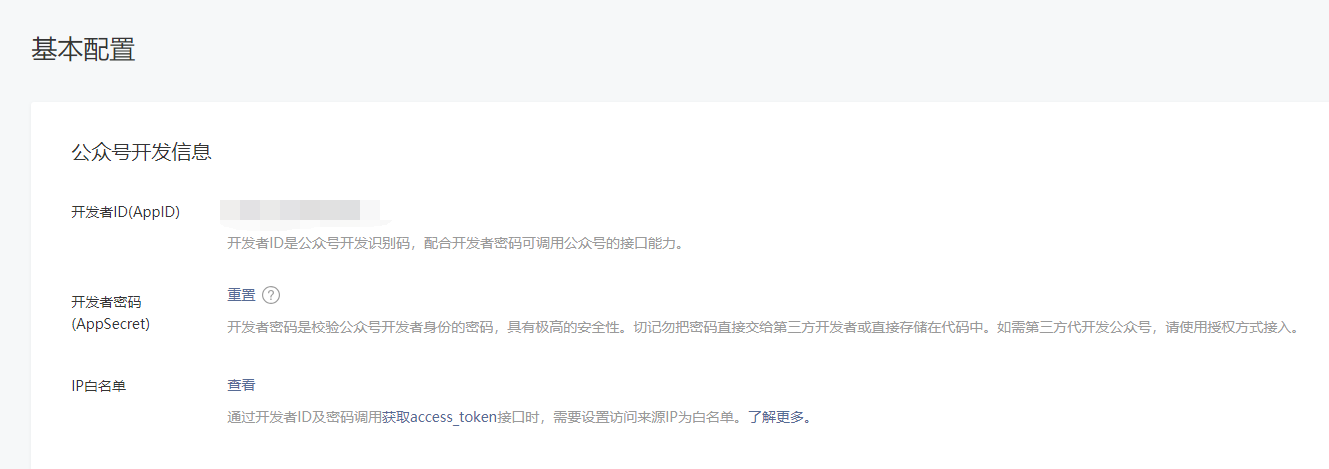 基本配置
公众号开发信息
开发者ID(AppID)
开发者ID是公众号开发识别码，配合开发者密码可调用公众号的接口能力。
开发者密码
(AppSecret)
重置 ?
开发者密码是校验公众号开发者身份的密码，具有极高的安全性。切记勿把密码直接交给第三方开发者或直接存储在代码中。如需第三方代开发公众号，请使用授权方式接入。
IP白名单
查看
通过开发者ID及密码调用获取access_token接口时，需要设置访问来源IP为白名单。了解更多。